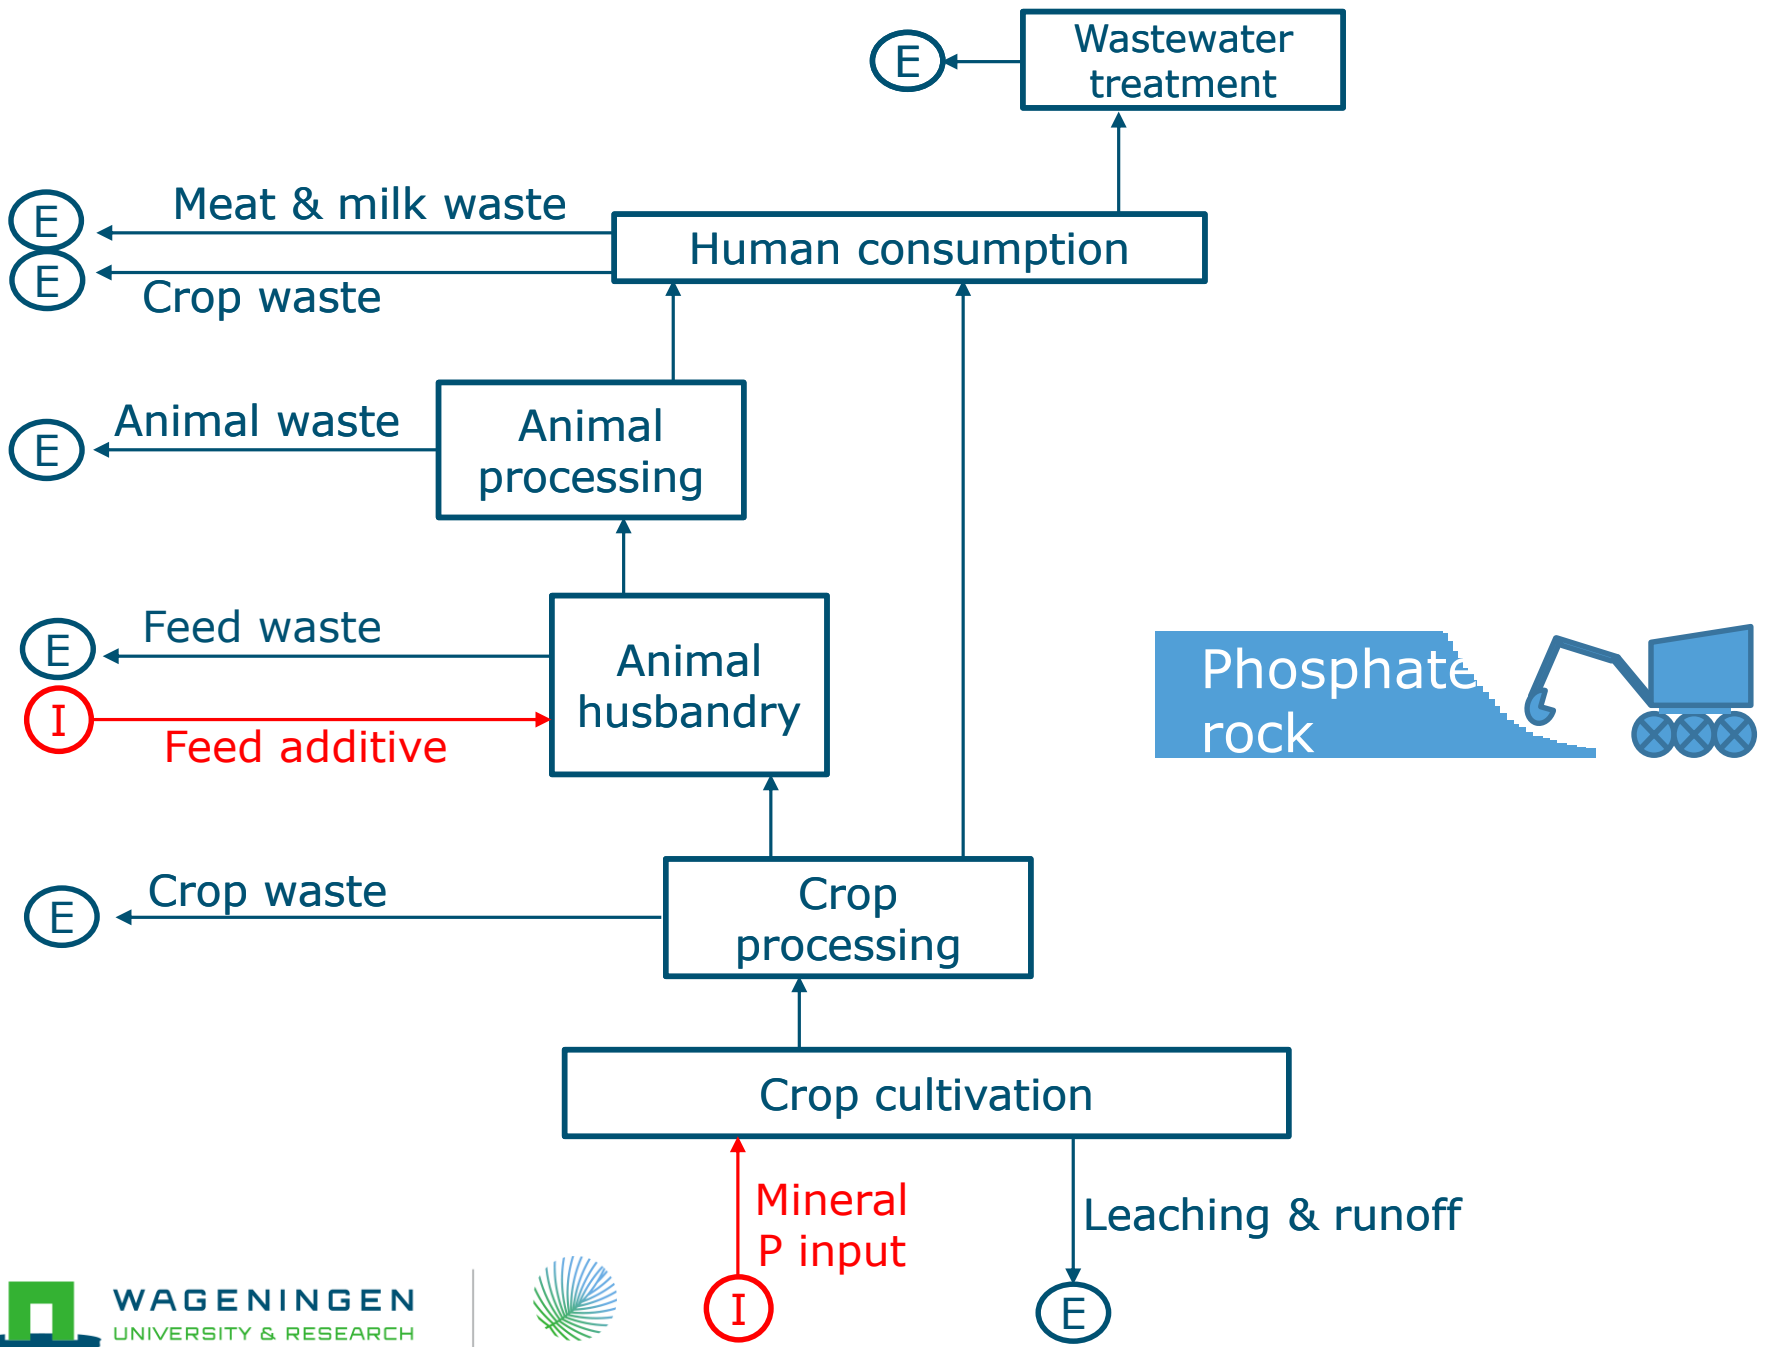 Wastewater
treatment
E
Meat & milk waste
E
E
Crop waste
Human consumption
Animal waste
E
Animal
processing
Feed waste
E
I
Feed additive
Animal
husbandry
Phosphate
rock
Crop waste
E
Crop
processing
Crop cultivation
Mineral
P input
I
Leaching & runoff
E
WAGENINGEN
UNIVERSITY & RESEARCH